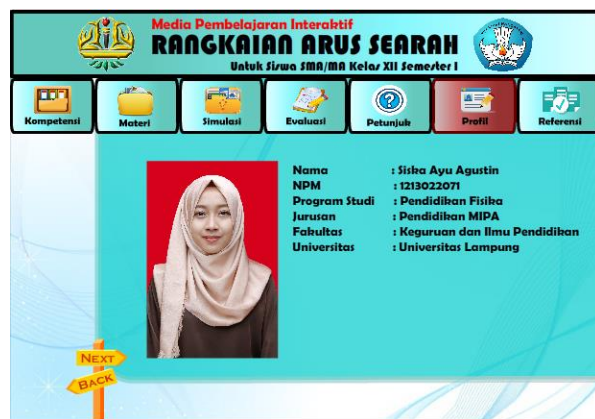 Media Pembelajaran Interaktif
RANGKAIAN ARUS SEARAH
Untuk Siswa SMA/MA Kelas XII Semester I
Kompetensi
Materi
Simulasi
Evaluasi
Petunjuk
Profil
Referensi
Nama : Siska Ayu Agustin
NPM : 1213022071
Program Studi : Pendidikan Fisika
Jurusan : Pendidikan MIPA
Fakultas : Keguruan dan Ilmu Pendidikan
Universitas : Universitas Lampung
NEXT
BACK